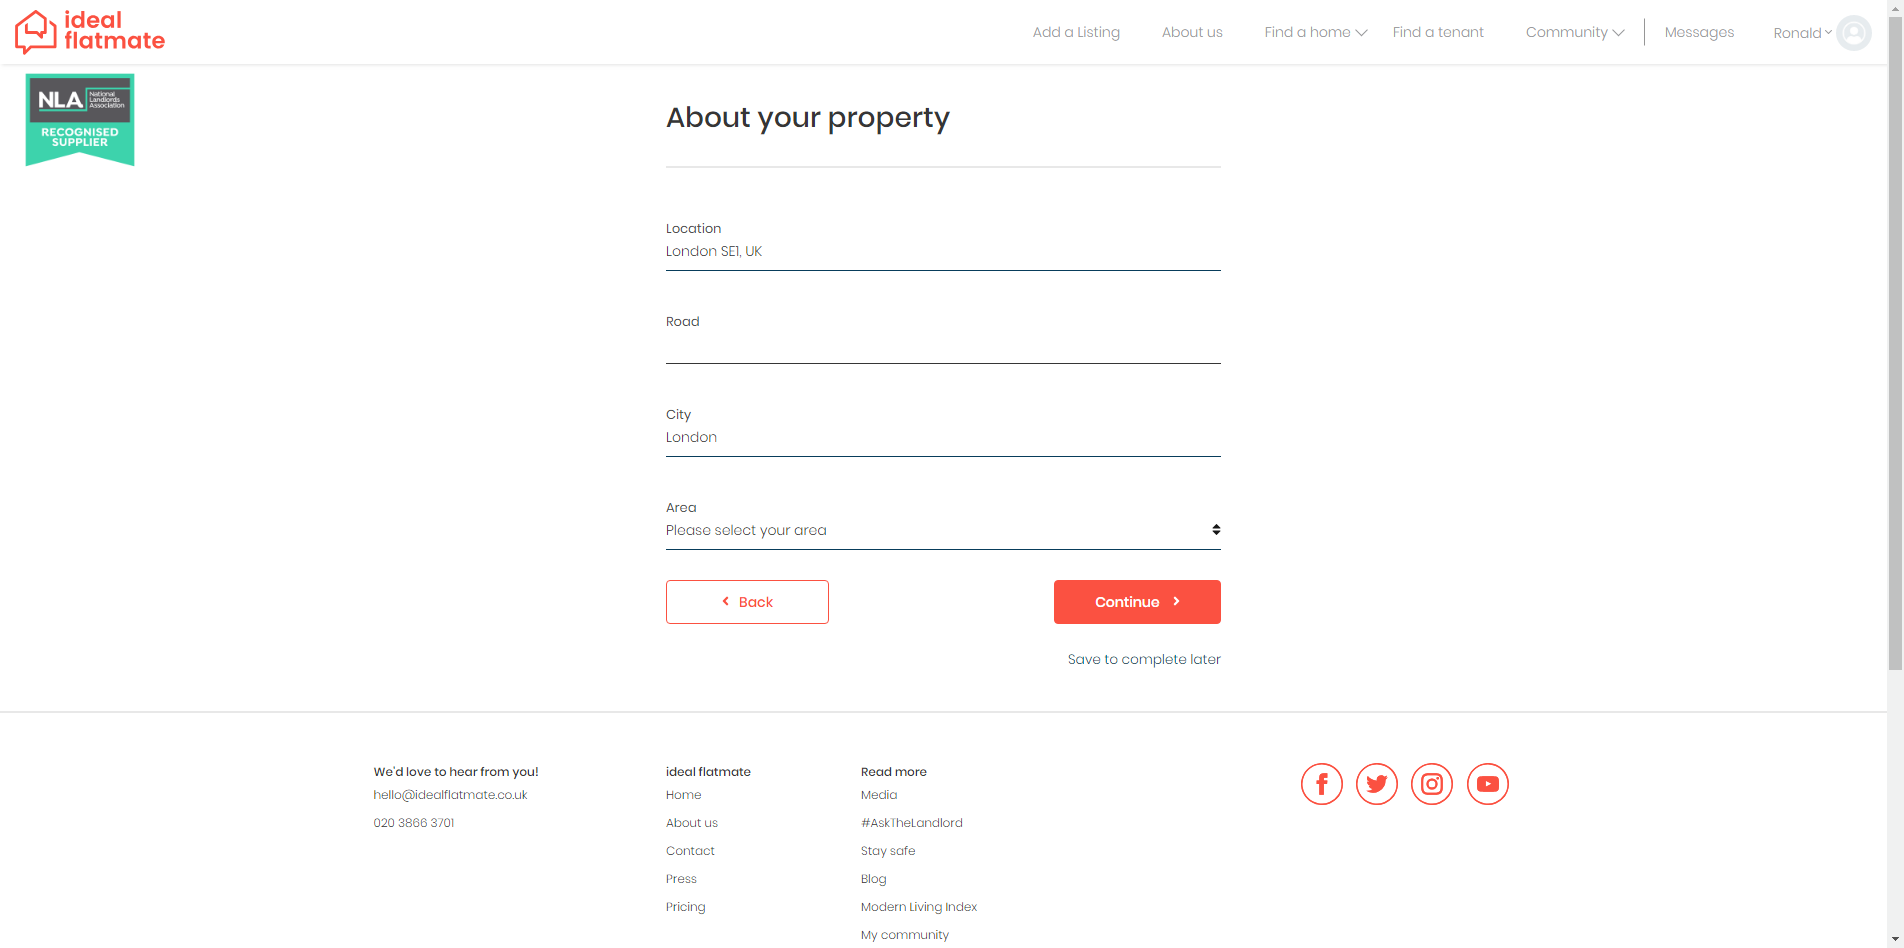 ideal
flatmate
Add a Listing
About us
Find a home
Find a tenant
Community
Messages
Ronald
NLA
National
Landlords
Association
RECOGNISED
SUPPLIER
About your property
Location
London SE1, UK
Road
City
London
Area
Please select your area
Back
Continue
Save to complete later
We'd love to hear from you!
hello@idealflatmate.co.uk
020 3866 3701
ideal flatmate
Home
About us
Contact
Press
Pricing
Read more
Media
#AskTheLandlord
Stay safe
Blog
Modern Living Index
My community